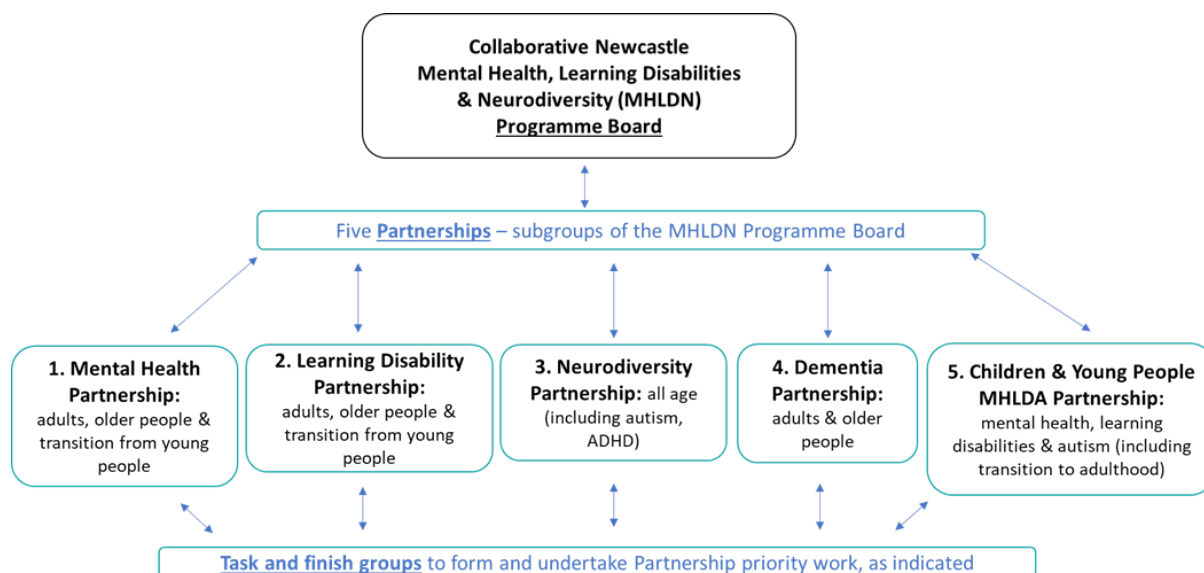 Collaborative Newcastle
Mental Health, Learning Disabilities
& Neurodiversity (MHLDN)
Programme Board
Five Partnerships – subgroups of the MHLDN Programme Board
1. Mental Health
Partnership:
adults, older people &
transition from young
people
2. Learning Disability
Partnership:
adults, older people &
transition from young
people
3. Neurodiversity
Partnership: all age
(including autism,
ADHD)
4. Dementia
Partnership:
adults & older
people
5. Children & Young People
MHLDA Partnership:
mental health, learning
disabilities & autism (including
transition to adulthood)
Task and finish groups to form and undertake Partnership priority work, as indicated